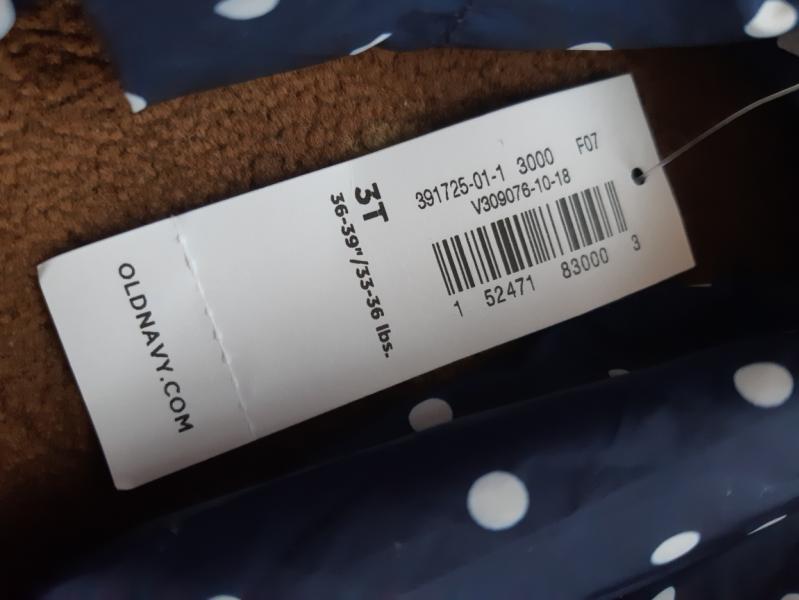 391725-01-1 3000 F07
V309076-10-18
1 52471 83000 3
3T
36-39"/33-36 lbs.
OLDNAVY.COM